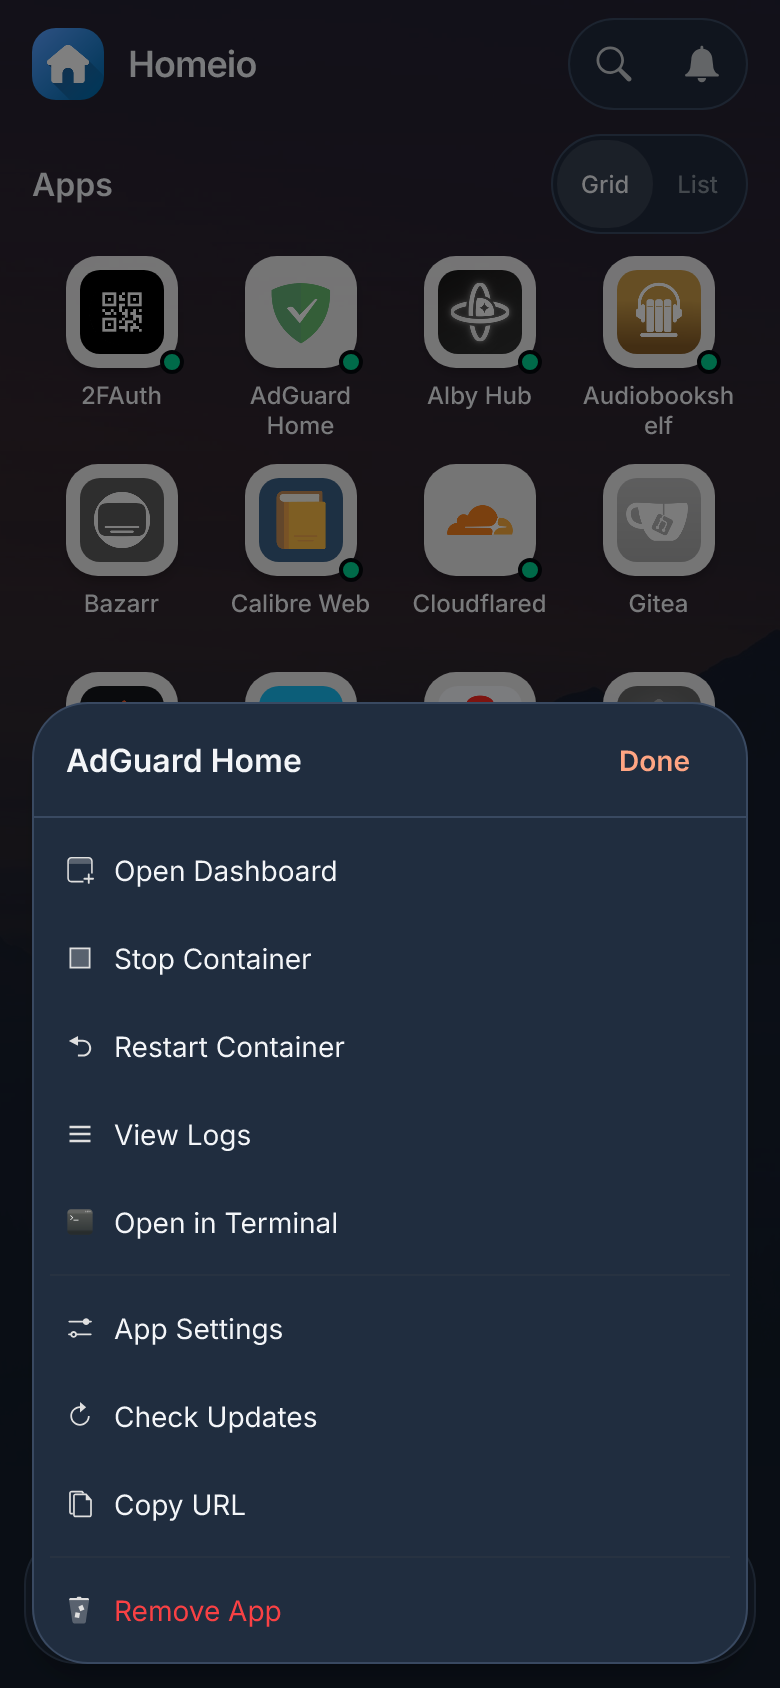 Homeio
Apps
Grid
List
2FAuth
AdGuard
Home
Alby Hub
Audiobooksh
elf
Bazarr
Calibre Web
Cloudflared
Gitea
AdGuard Home
Done
Open Dashboard
Stop Container
Restart Container
View Logs
Open in Terminal
App Settings
Check Updates
Copy URL
Remove App